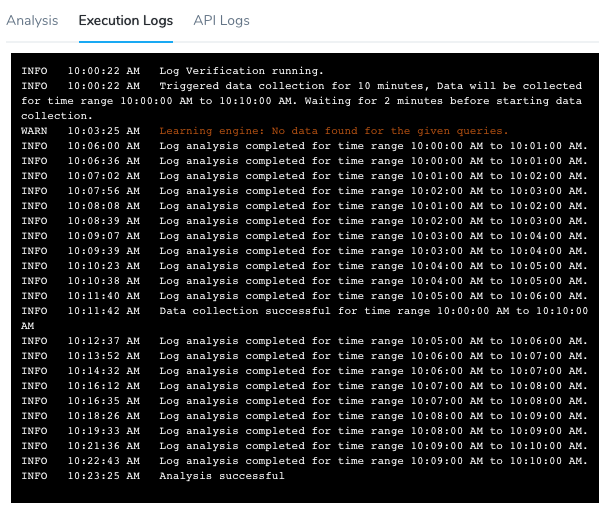 Analysis Execution Logs API Logs
INFO 10:00:22 AM Log Verification running.
INFO 10:00:22 AM Triggered data collection for 10 minutes, Data will be collected
for time range 10:00:00 AM to 10:10:00 AM. Waiting for 2 minutes before starting data
collection.
WARN 10:03:25 AM Learning engine: No data found for the given queries.
INFO 10:06:00 AM Log analysis completed for time range 10:00:00 AM to 10:01:00 AM.
INFO 10:06:36 AM Log analysis completed for time range 10:00:00 AM to 10:01:00 AM.
INFO 10:07:02 AM Log analysis completed for time range 10:01:00 AM to 10:02:00 AM.
INFO 10:07:56 AM Log analysis completed for time range 10:02:00 AM to 10:03:00 AM.
INFO 10:08:08 AM Log analysis completed for time range 10:01:00 AM to 10:02:00 AM.
INFO 10:08:39 AM Log analysis completed for time range 10:02:00 AM to 10:03:00 AM.
INFO 10:09:07 AM Log analysis completed for time range 10:03:00 AM to 10:04:00 AM.
INFO 10:09:39 AM Log analysis completed for time range 10:03:00 AM to 10:04:00 AM.
INFO 10:10:23 AM Log analysis completed for time range 10:04:00 AM to 10:05:00 AM.
INFO 10:10:38 AM Log analysis completed for time range 10:04:00 AM to 10:05:00 AM.
INFO 10:11:40 AM Log analysis completed for time range 10:05:00 AM to 10:06:00 AM.
INFO 10:11:42 AM Data collection successful for time range 10:00:00 AM to 10:10:00
AM
INFO 10:12:37 AM Log analysis completed for time range 10:05:00 AM to 10:06:00 AM.
INFO 10:13:52 AM Log analysis completed for time range 10:06:00 AM to 10:07:00 AM.
INFO 10:14:32 AM Log analysis completed for time range 10:06:00 AM to 10:07:00 AM.
INFO 10:16:12 AM Log analysis completed for time range 10:07:00 AM to 10:08:00 AM.
INFO 10:16:35 AM Log analysis completed for time range 10:07:00 AM to 10:08:00 AM.
INFO 10:18:26 AM Log analysis completed for time range 10:08:00 AM to 10:09:00 AM.
INFO 10:19:33 AM Log analysis completed for time range 10:08:00 AM to 10:09:00 AM.
INFO 10:21:36 AM Log analysis completed for time range 10:09:00 AM to 10:10:00 AM.
INFO 10:22:43 AM Log analysis completed for time range 10:09:00 AM to 10:10:00 AM.
INFO 10:23:25 AM Analysis successful